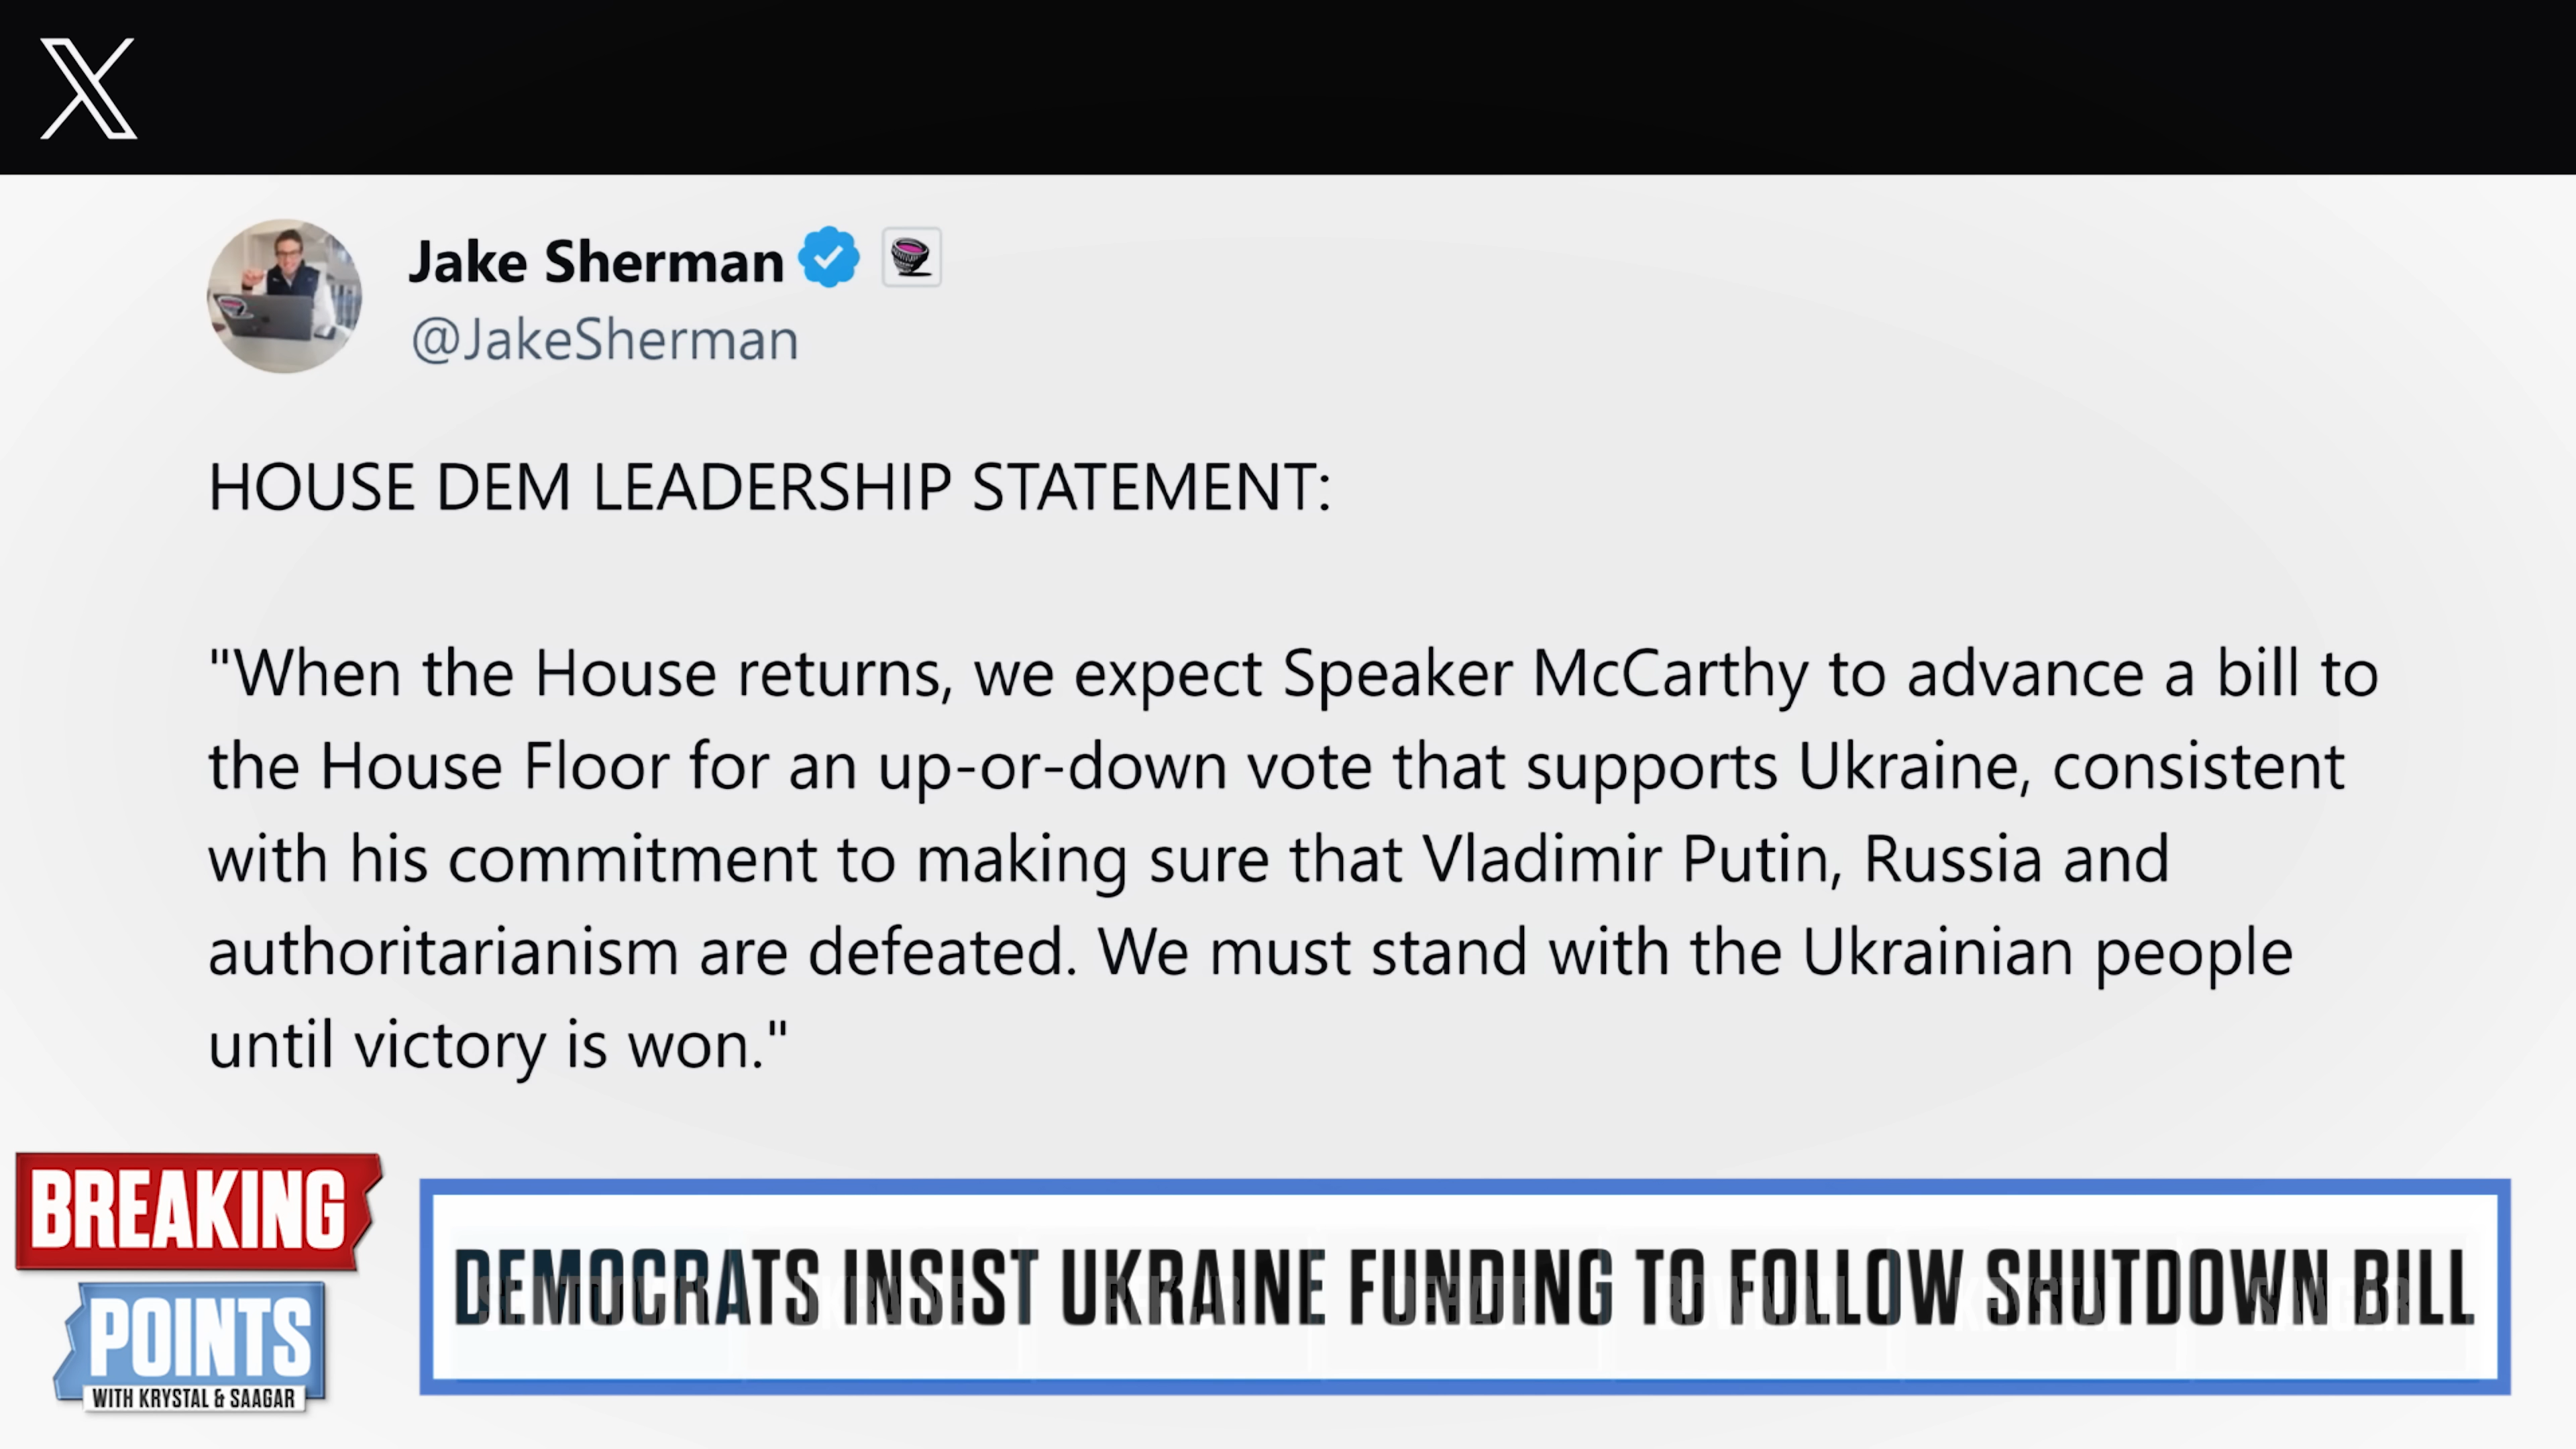 Jake Sherman
@JakeSherman
HOUSE DEM LEADERSHIP STATEMENT:
"When the House returns, we expect Speaker McCarthy to advance a bill to
the House Floor for an up-or-down vote that supports Ukraine, consistent
with his commitment to making sure that Vladimir Putin, Russia and
authoritarianism are defeated. We must stand with the Ukrainian people
until victory is won."
BREAKING
POINTS
WITH KRYSTAL & SAAGAR
DEMOCRATS INSIST UKRAINE FUNDING TO FOLLOW SHUTDOWN BILL